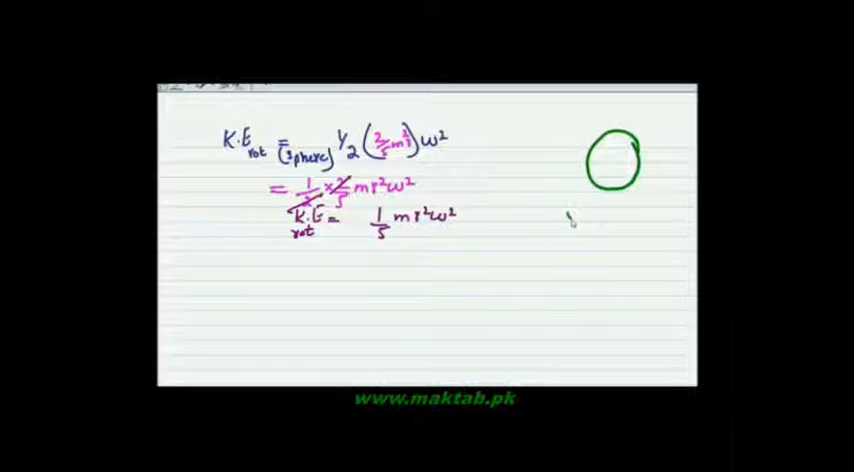 K.E rot (sphere) = 1/2 (2/5 mr²) ω²
= 1/2 × 2/5 mr²ω²
K.E rot = 1/5 mr²ω²
www.maktab.pk